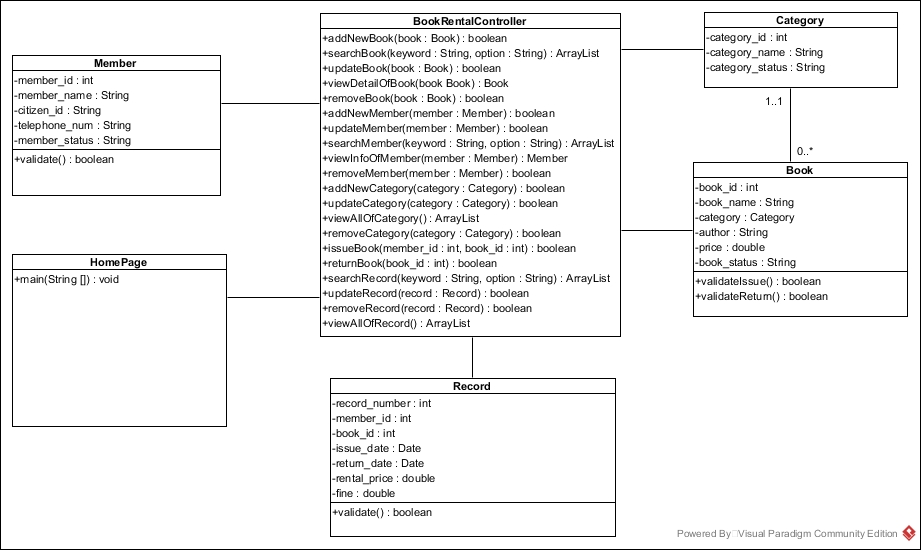 Member
-member_id : int
-member_name : String
-citizen_id : String
-telephone_num : String
-member_status : String
+validate() : boolean
HomePage
+main(String []) : void
BookRentalController
+addNewBook(book : Book) : boolean
+searchBook(keyword : String, option : String) : ArrayList
+updateBook(book : Book) : boolean
+viewDetailOfBook(book Book) : Book
+removeBook(book : Book) : boolean
+addNewMember(member : Member) : boolean
+updateMember(member : Member) : boolean
+searchMember(keyword : String, option : String) : ArrayList
+viewInfoOfMember(member : Member) : Member
+removeMember(member : Member) : boolean
+addNewCategory(category : Category) : boolean
+updateCategory(category : Category) : boolean
+viewAllOfCategory() : ArrayList
+removeCategory(category : Category) : boolean
+issueBook(member_id : int, book_id : int) : boolean
+returnBook(book_id : int) : boolean
+searchRecord(keyword : String, option : String) : ArrayList
+updateRecord(record : Record) : boolean
+removeRecord(record : Record) : boolean
+viewAllOfRecord() : ArrayList
Record
-record_number : int
-member_id : int
-book_id : int
-issue_date : Date
-return_date : Date
-rental_price : double
-fine : double
+validate() : boolean
Category
-category_id : int
-category_name : String
-category_status : String
1..1
0..*
Book
-book_id : int
-book_name : String
-category : Category
-author : String
-price : double
-book_status : String
+validateIssue() : boolean
+validateReturn() : boolean
Powered By Visual Paradigm Community Edition